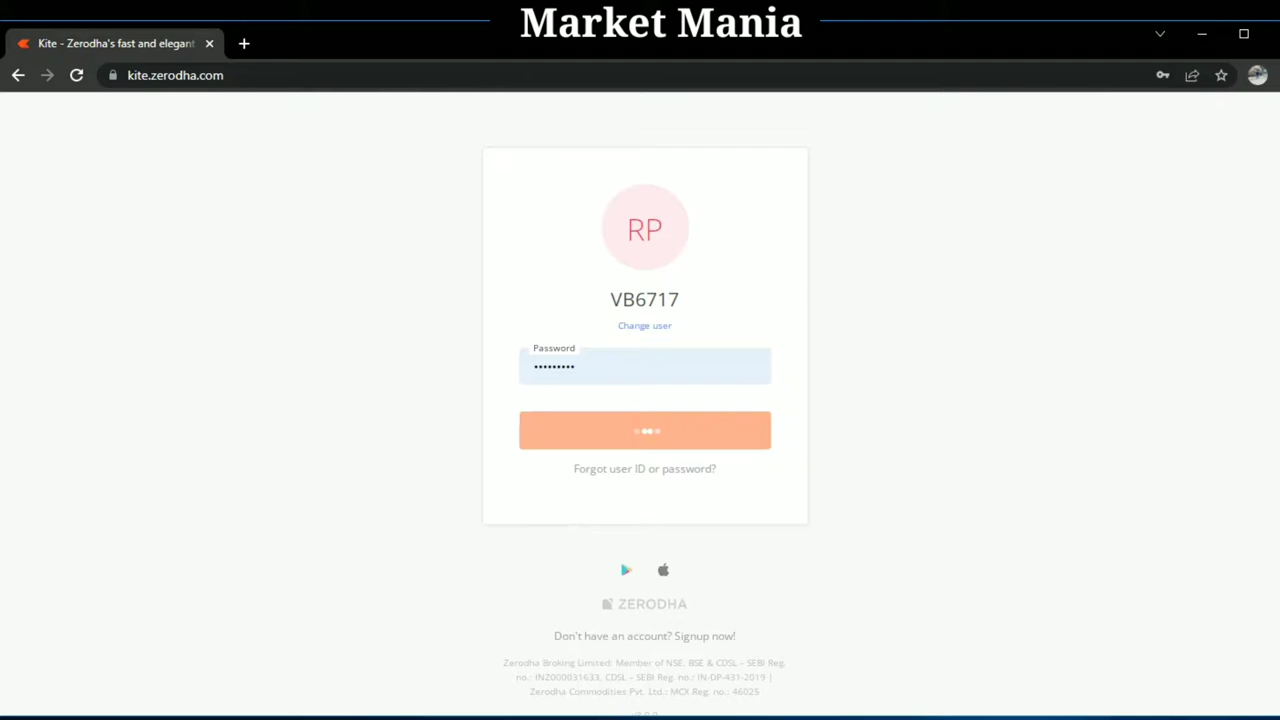 Market Mania
Kite - Zerodha's fast and elegant
kite.zerodha.com
RP
VB6717
Change user
Password
•••••••••
Forgot user ID or password?
ZERODHA
Don't have an account? Signup now!
Zerodha Broking Limited: Member of NSE, BSE & CDSL – SEBI Reg.
no.: INZ000031633, CDSL – SEBI Reg. no.: IN-DP-431-2019 |
Zerodha Commodities Pvt. Ltd.: MCX Reg. no.: 46025